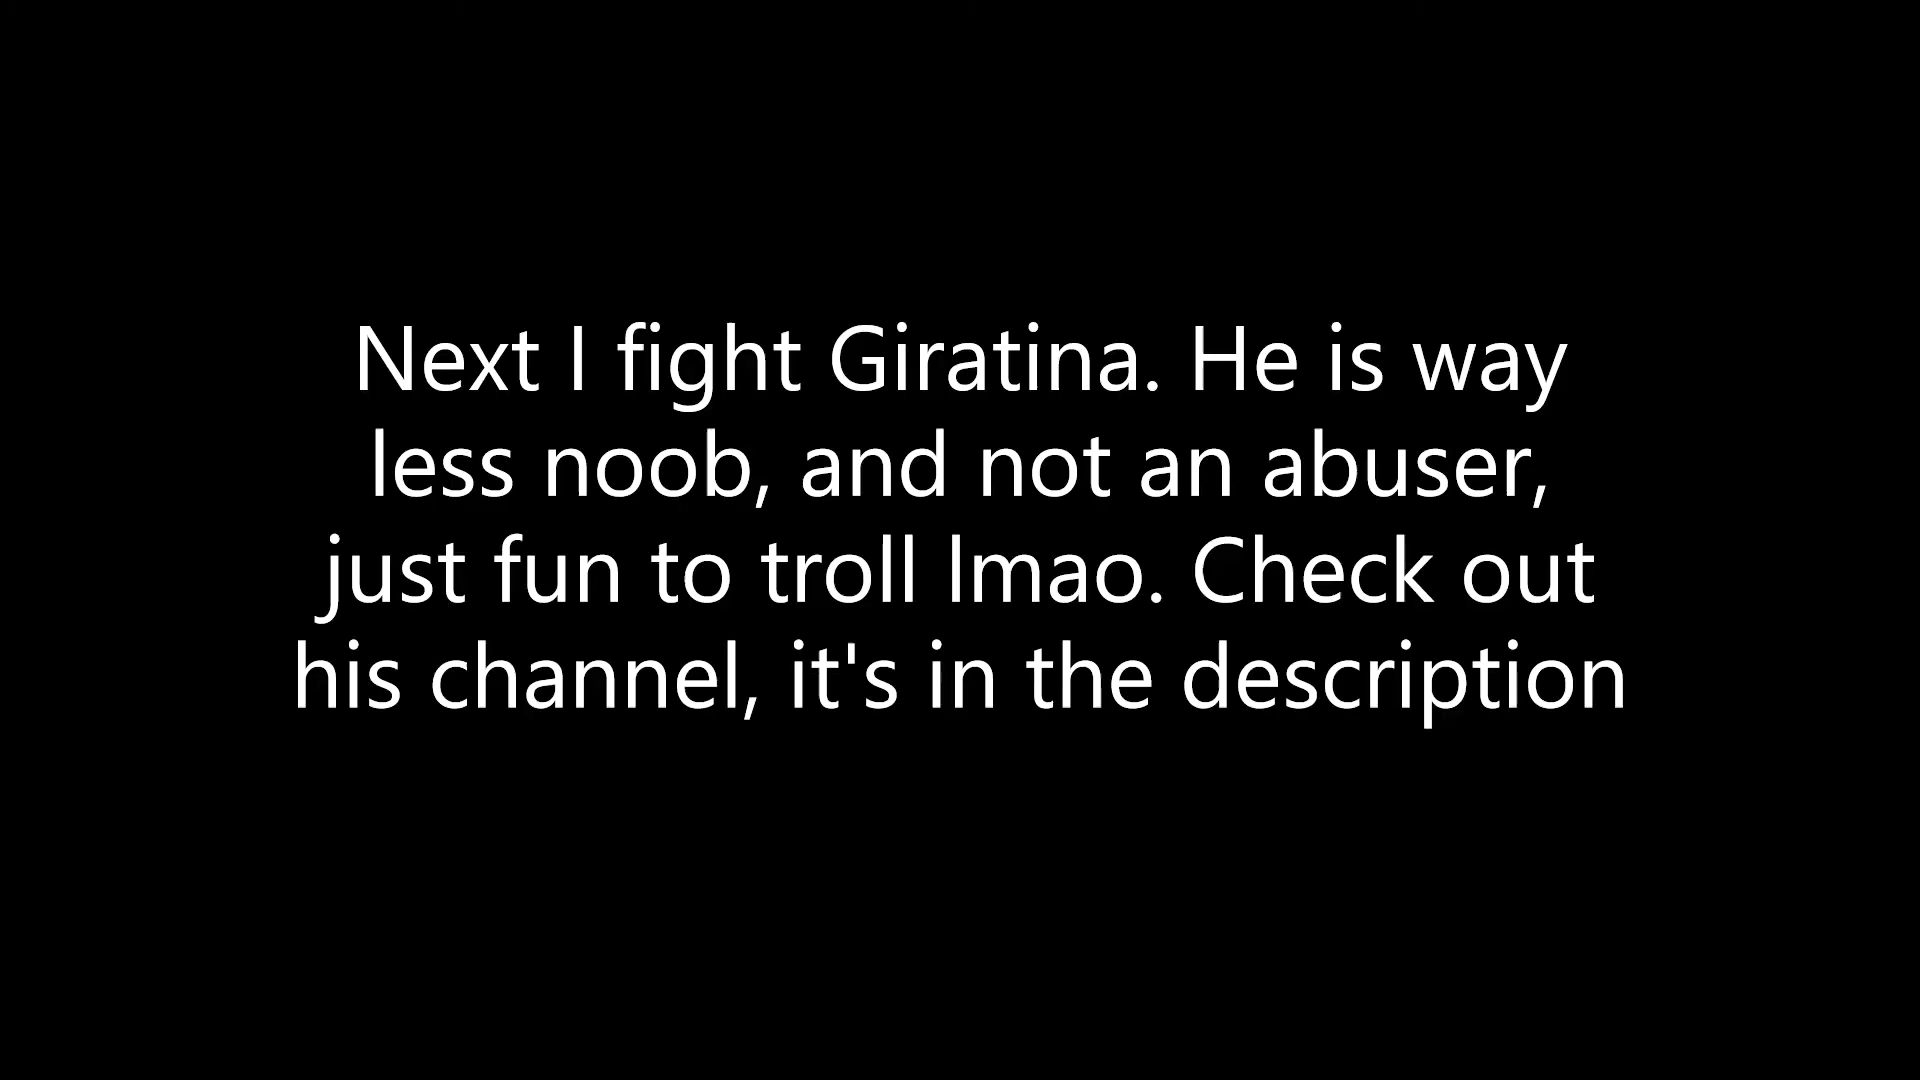 Next I fight Giratina. He is way
less noob, and not an abuser,
just fun to troll lmao. Check out
his channel, it's in the description